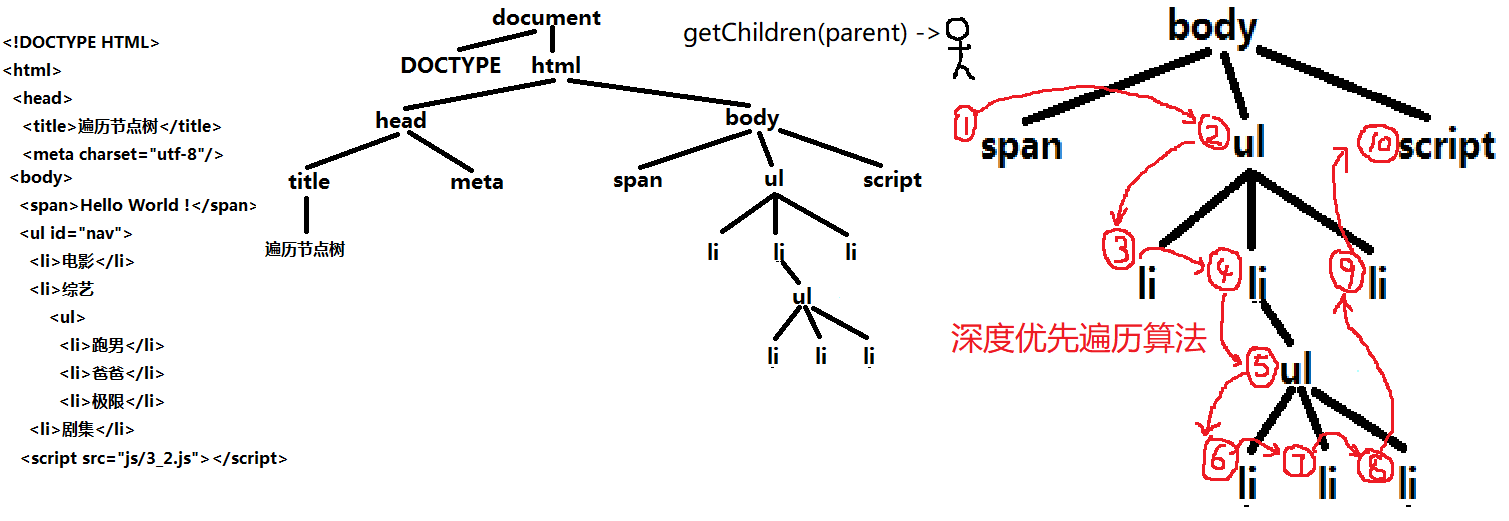 <!DOCTYPE HTML>
<html>
<head>
<title>遍历节点树</title>
<meta charset="utf-8"/>
<body>
<span>Hello World !</span>
<ul id="nav">
<li>电影</li>
<li>综艺
<ul>
<li>跑男</li>
<li>爸爸</li>
<li>极限</li>
<li>剧集</li>
<script src="js/3_2.js"></script>
document
DOCTYPE html
head body
title meta span ul script
遍历节点树 li li li
ul
li li li
getChildren(parent) ->
body
1 span 2 ul 10 script
3 li 4 li 9 li
深度优先遍历算法
5 ul
6 li 7 li 8 li